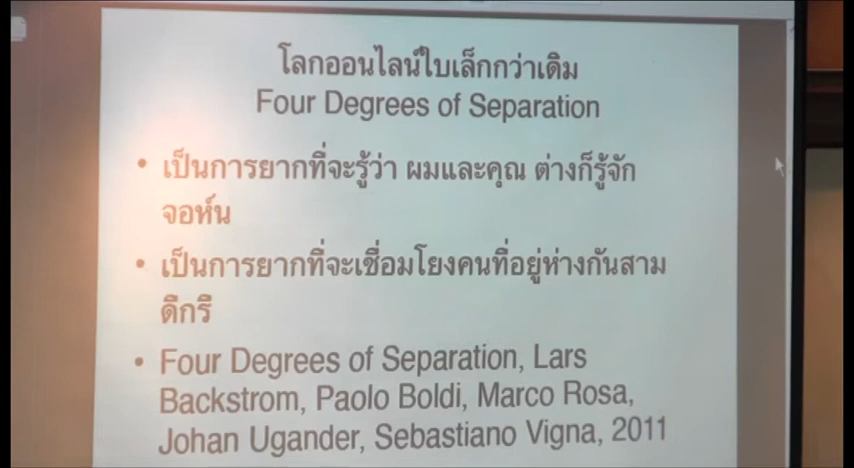 โลกออนไลน์ใบเล็กกว่าเดิม
Four Degrees of Separation
• เป็นการยากที่จะรู้ว่า ผมและคุณ ต่างก็รู้จัก
จอห์น
• เป็นการยากที่จะเชื่อมโยงคนที่อยู่ห่างกันสาม
ดีกรี
• Four Degrees of Separation, Lars
Backstrom, Paolo Boldi, Marco Rosa,
Johan Ugander, Sebastiano Vigna, 2011